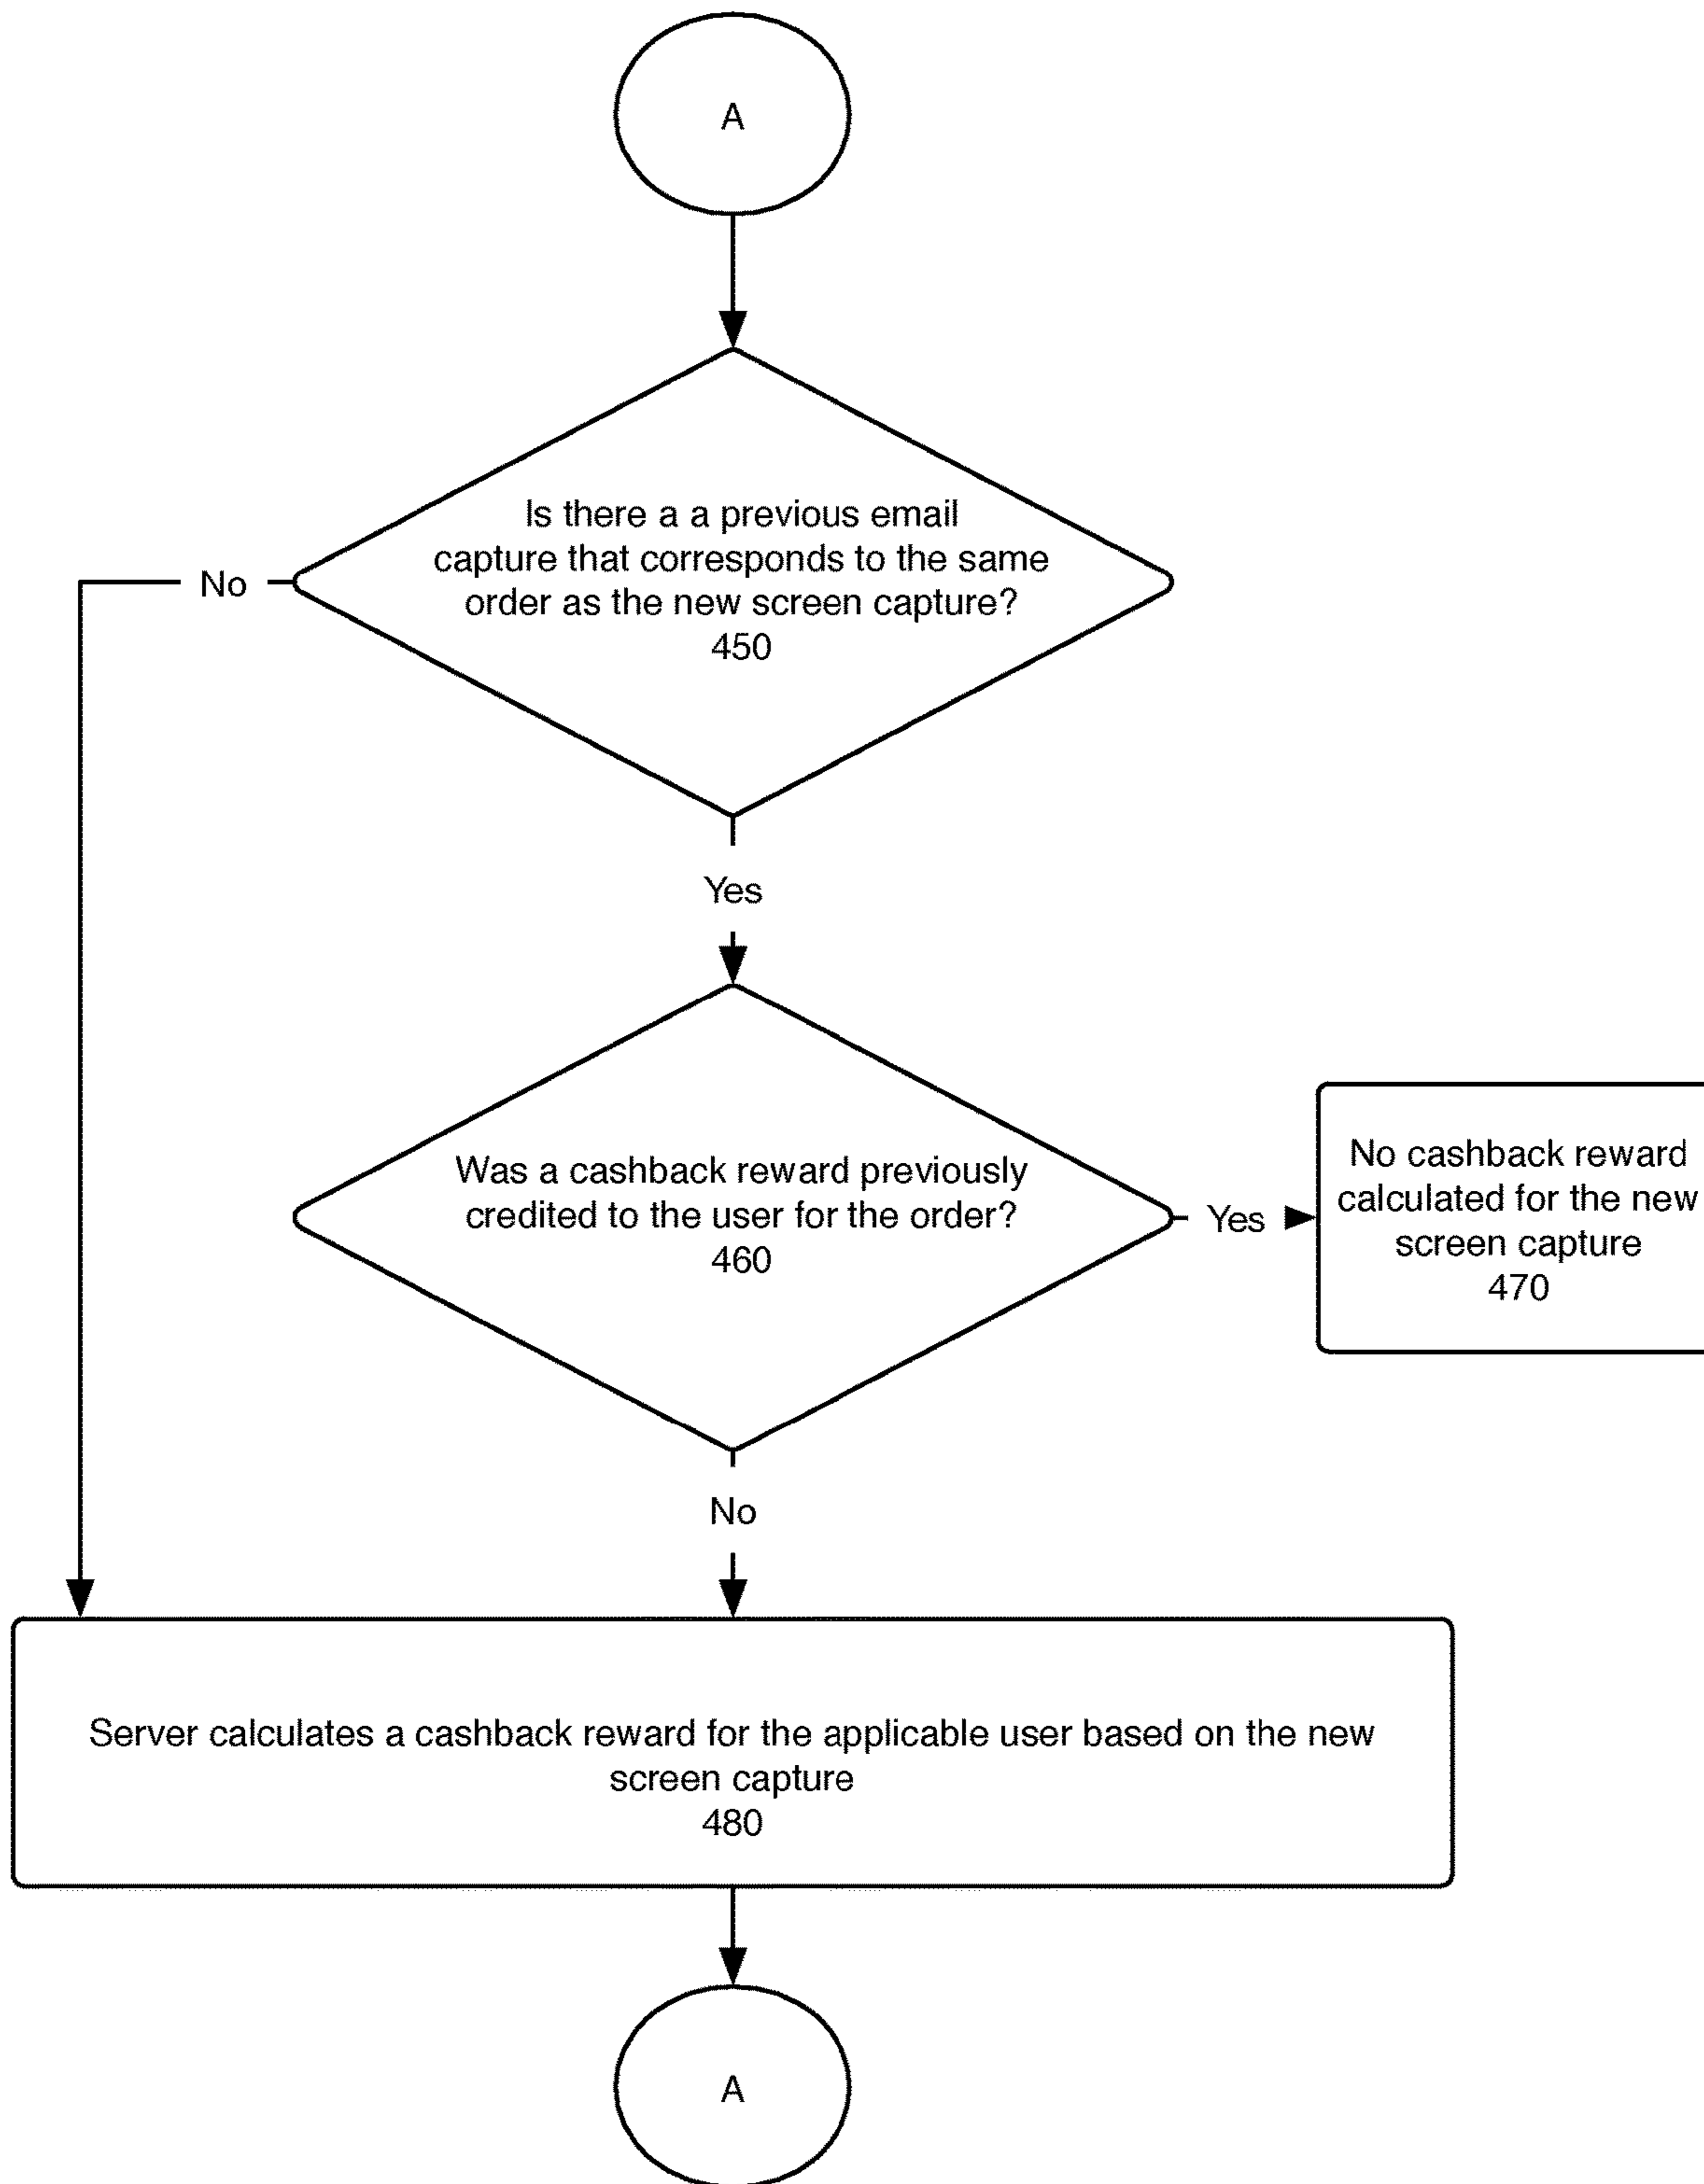 A
Is there a a previous email
capture that corresponds to the same
order as the new screen capture?
450
No
Yes
Was a cashback reward previously
credited to the user for the order?
460
Yes
No cashback reward
calculated for the new
screen capture
470
No
Server calculates a cashback reward for the applicable user based on the new
screen capture
480
A